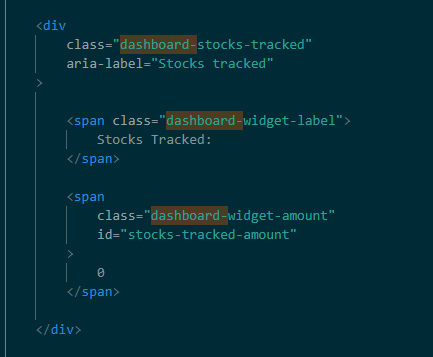 <div
class="dashboard-stocks-tracked"
aria-label="Stocks tracked"
>
<span class="dashboard-widget-label">
Stocks Tracked:
</span>
<span
class="dashboard-widget-amount"
id="stocks-tracked-amount"
>
0
</span>
</div>